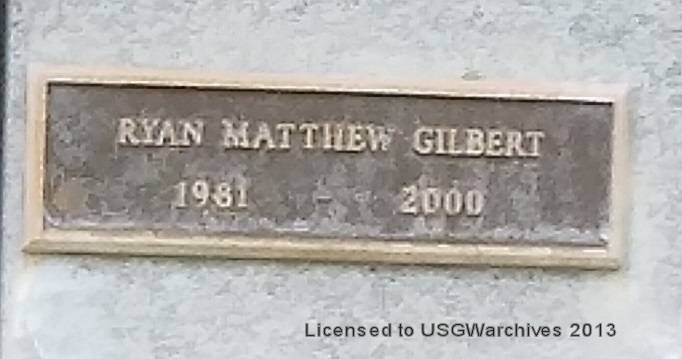 RYAN MATTHEW GILBERT
1981 - 2000
Licensed to USGWarchives 2013